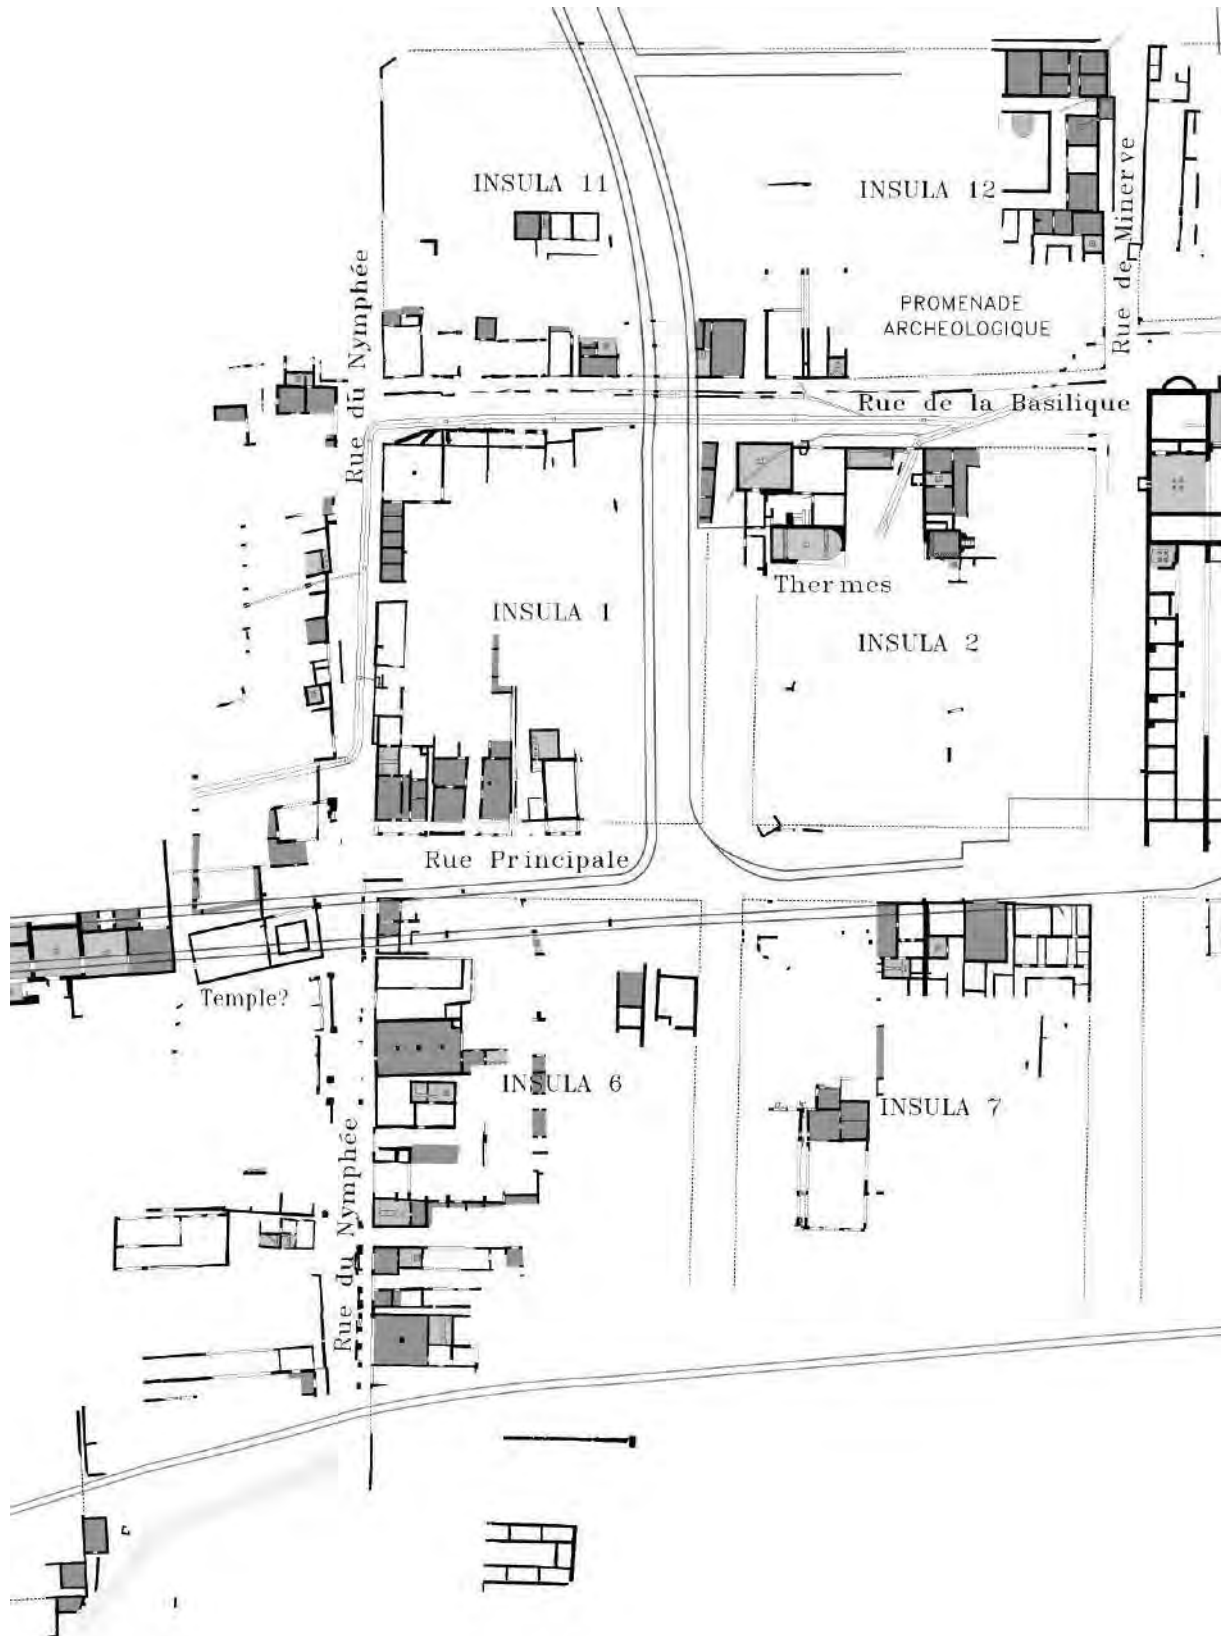 INSULA 11
INSULA 12
Rue de Minerve
Rue du Nymphée
PROMENADE
ARCHEOLOGIQUE
Rue de la Basilique
Thermes
INSULA 1
INSULA 2
Rue Principale
Temple?
INSULA 6
INSULA 7
Rue du Nymphée